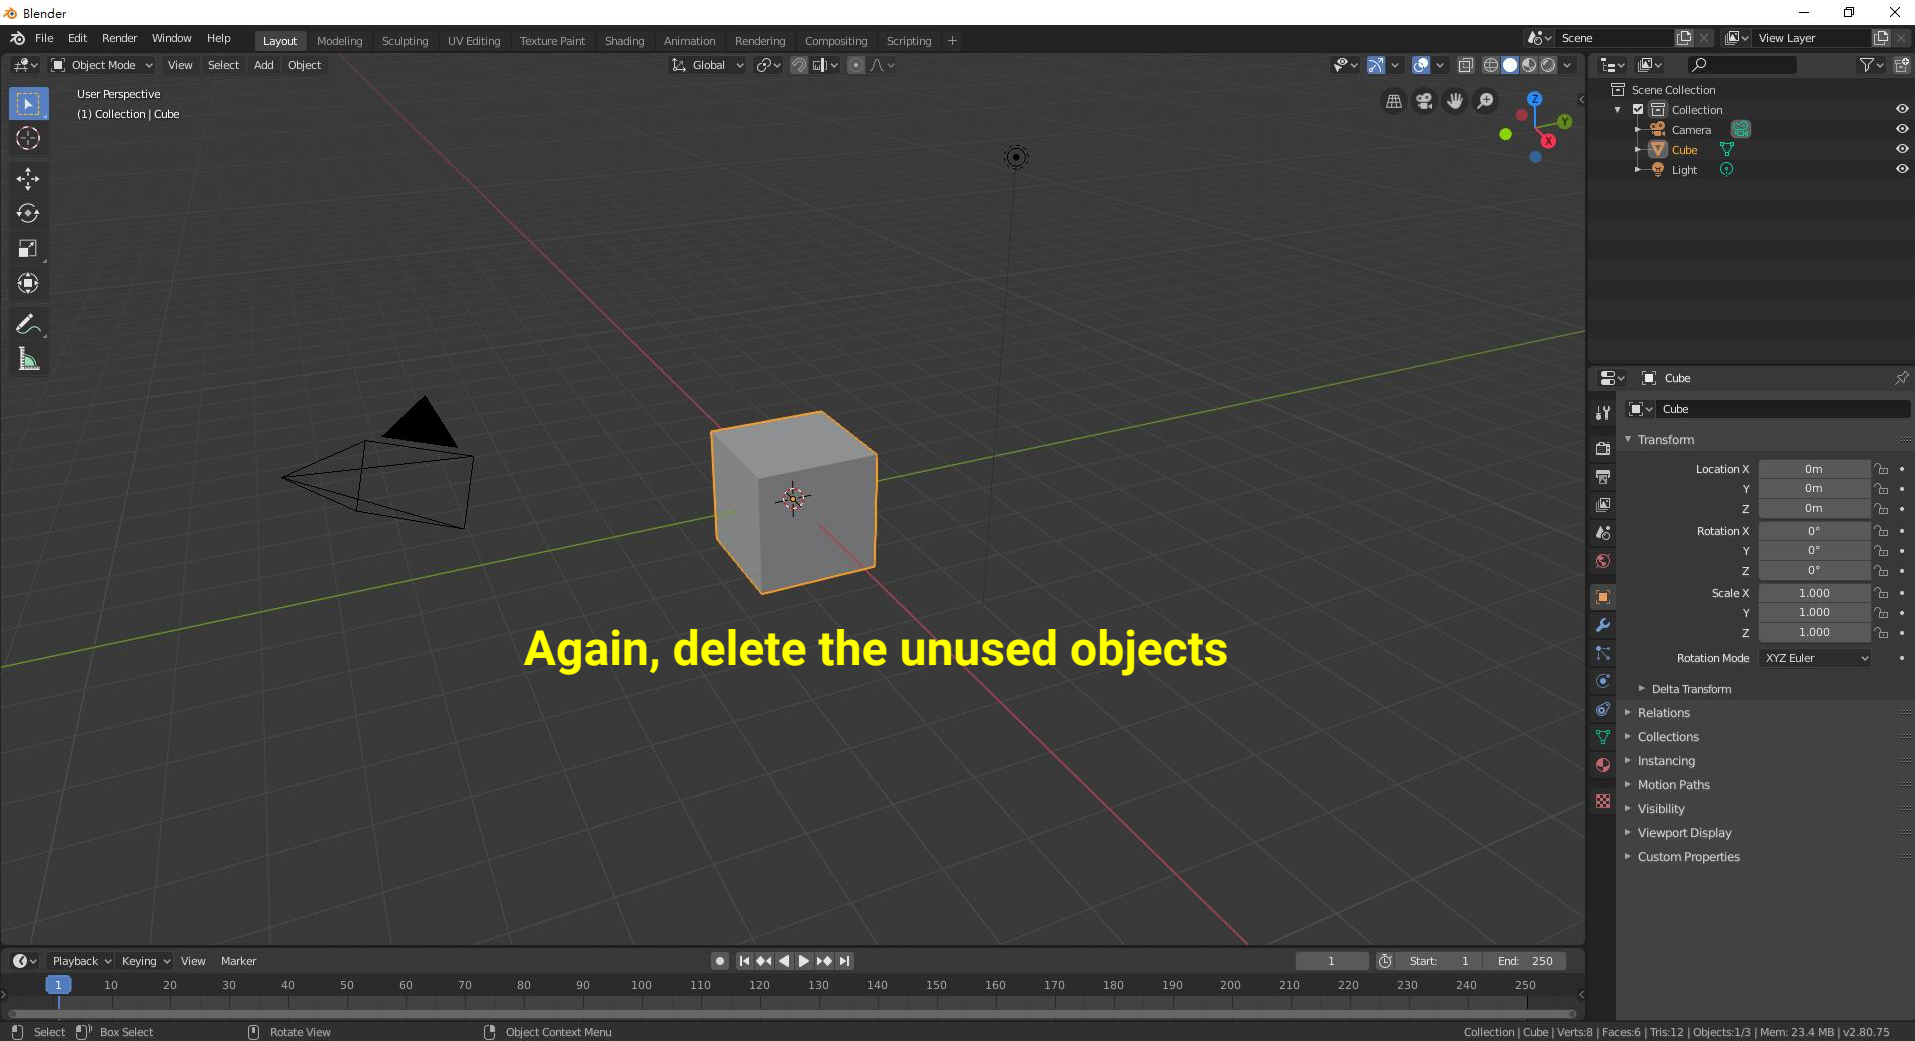 Blender
File Edit Render Window Help Layout Modeling Sculpting UV Editing Texture Paint Shading Animation Rendering Compositing Scripting + Scene View Layer
Object Mode View Select Add Object Global
User Perspective
(1) Collection | Cube
Z
Y
X
Scene Collection
Collection
Camera
Cube
Light
Cube
Cube
Transform
Location X 0m
Y 0m
Z 0m
Rotation X 0°
Y 0°
Z 0°
Scale X 1.000
Y 1.000
Z 1.000
Rotation Mode XYZ Euler
Delta Transform
Relations
Collections
Instancing
Motion Paths
Visibility
Viewport Display
Custom Properties
Again, delete the unused objects
Playback Keying View Marker 1 Start: 1 End: 250
1 10 20 30 40 50 60 70 80 90 100 110 120 130 140 150 160 170 180 190 200 210 220 230 240 250
Select Box Select Rotate View Object Context Menu Collection | Cube | Verts:8 | Faces:6 | Tris:12 | Objects:1/3 | Mem: 23.4 MB | v2.80.75